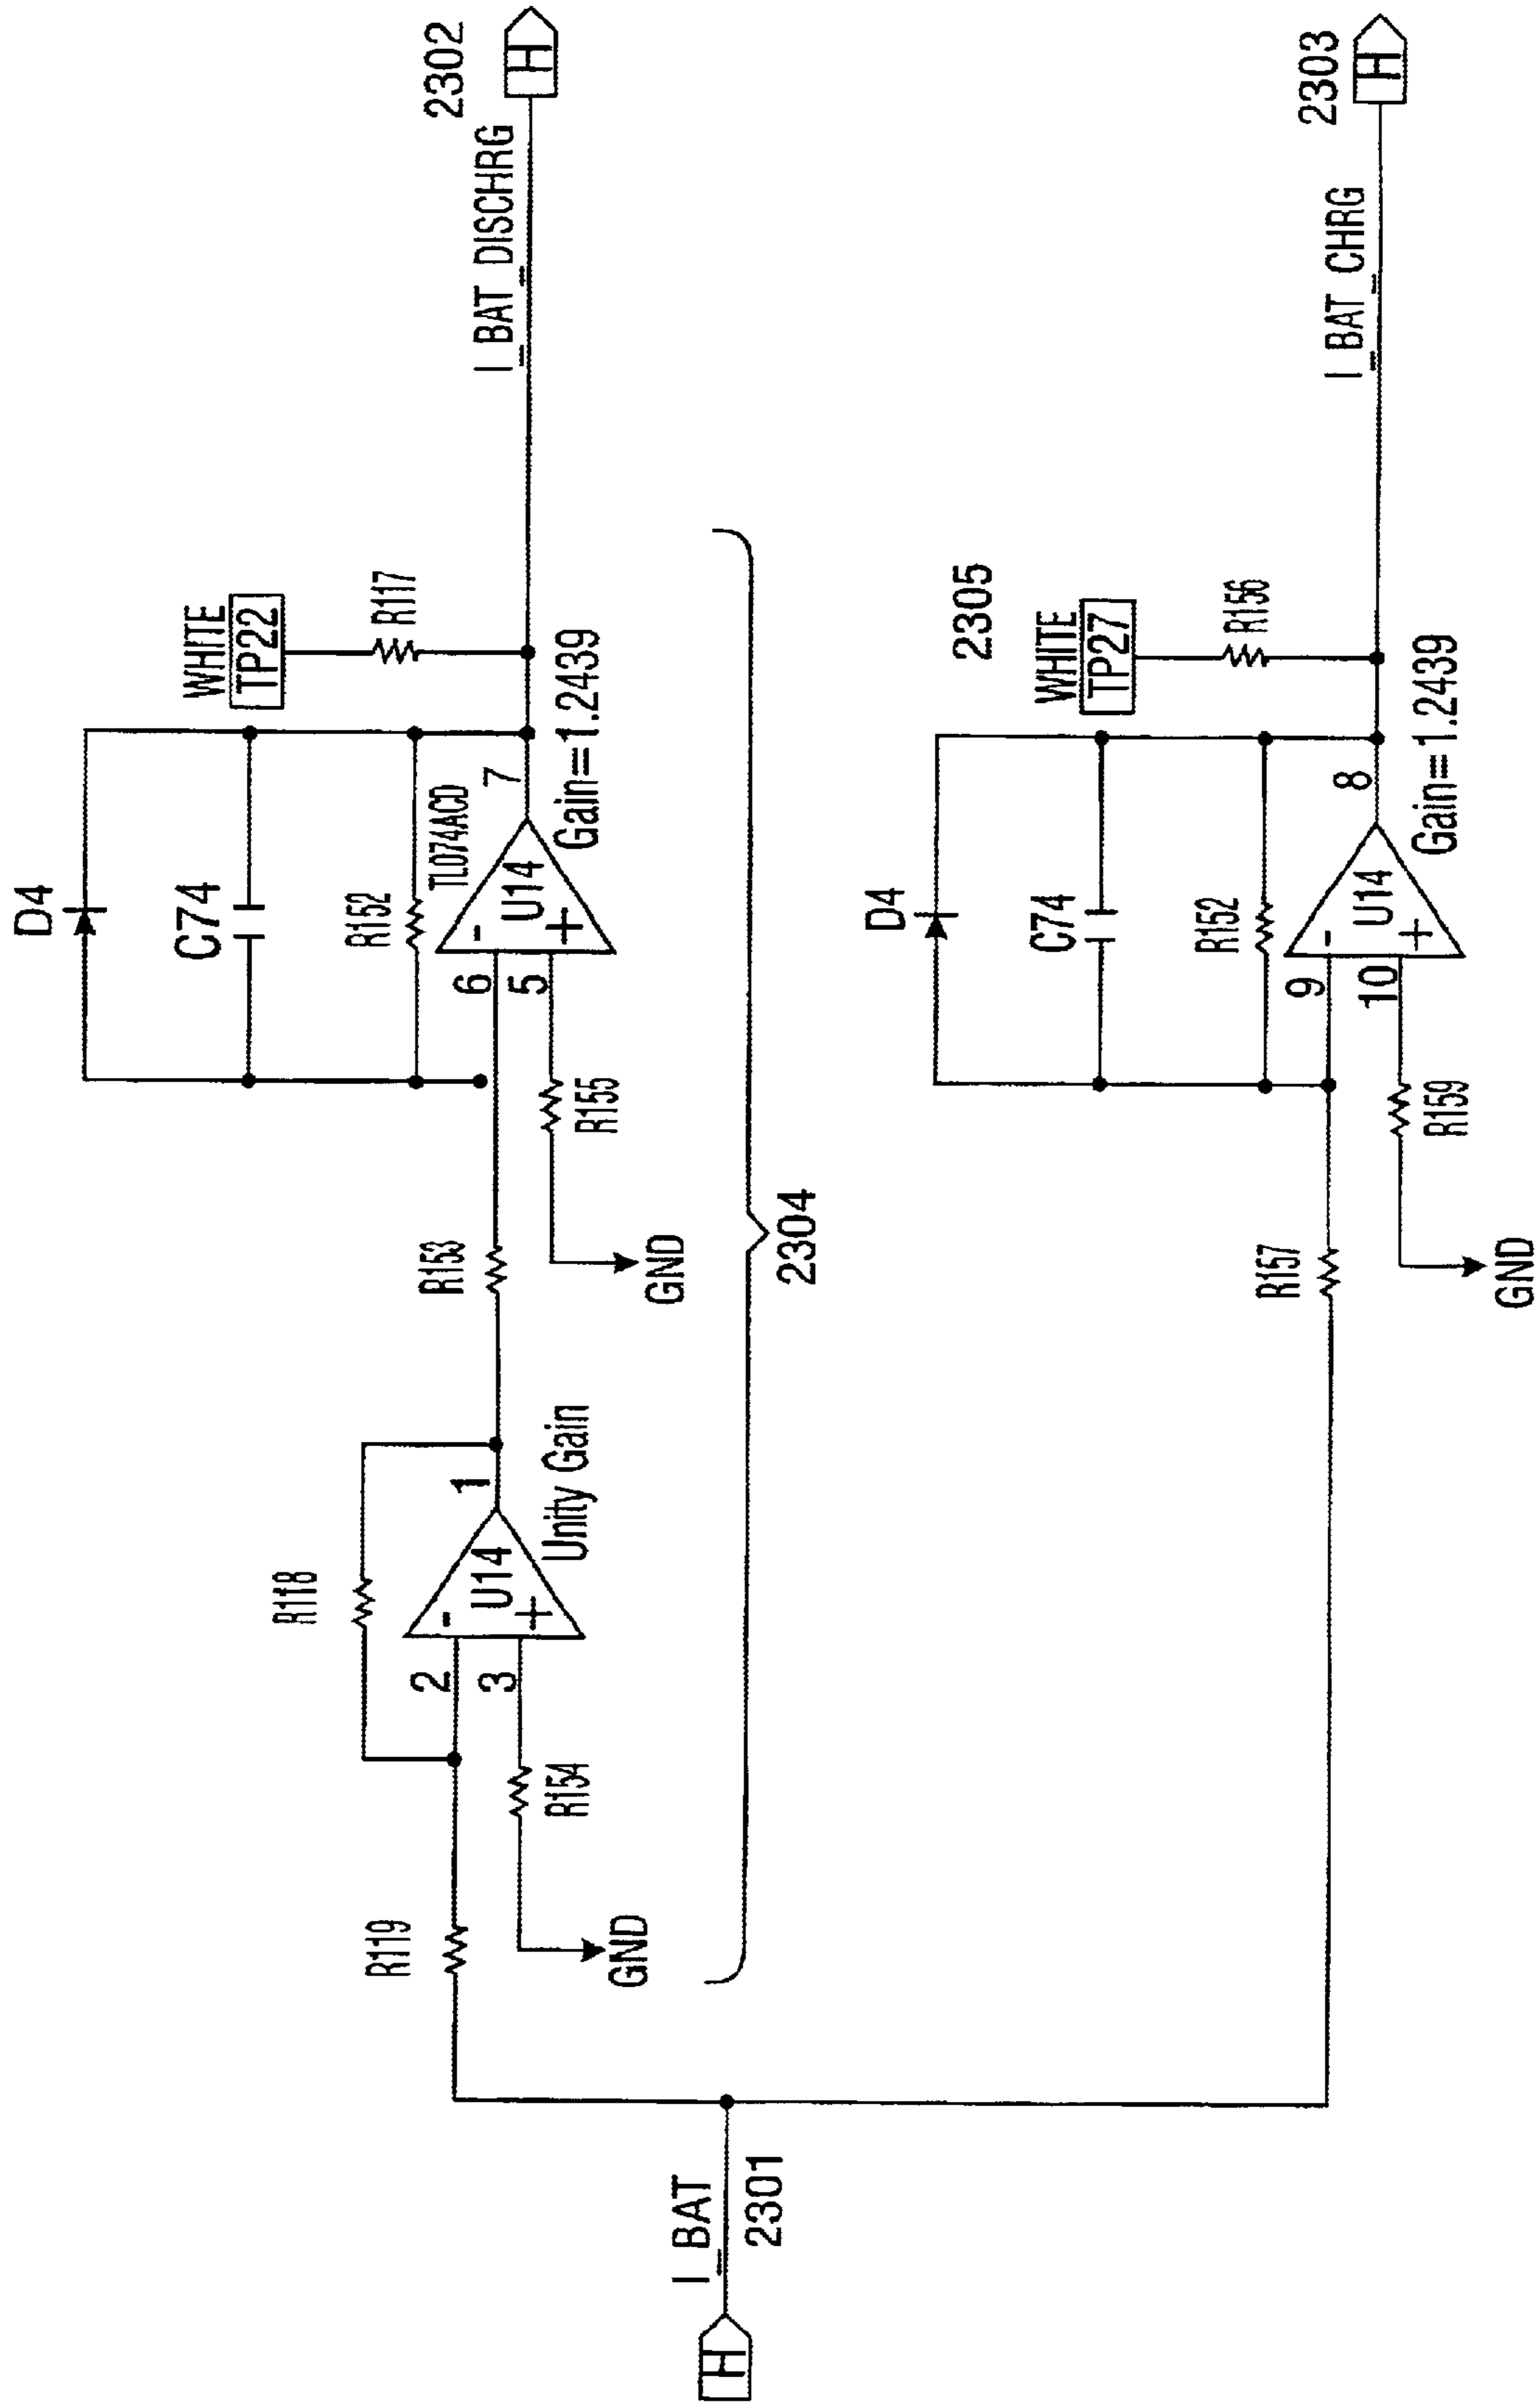 D4
C74
R152
WHITE
TP22
R117
2302
H
I_BAT_DISCHRG
TL074ACD
7
U14
-
+
6
5
Gain=1.2439
R155
GND
R153
R118
1
U14
-
+
2
3
Unity Gain
R154
GND
R119
2304
I_BAT
2301
H
D4
C74
R152
2305
WHITE
TP27
R156
2303
H
I_BAT_CHRG
8
U14
-
+
9
10
Gain=1.2439
R159
GND
R157